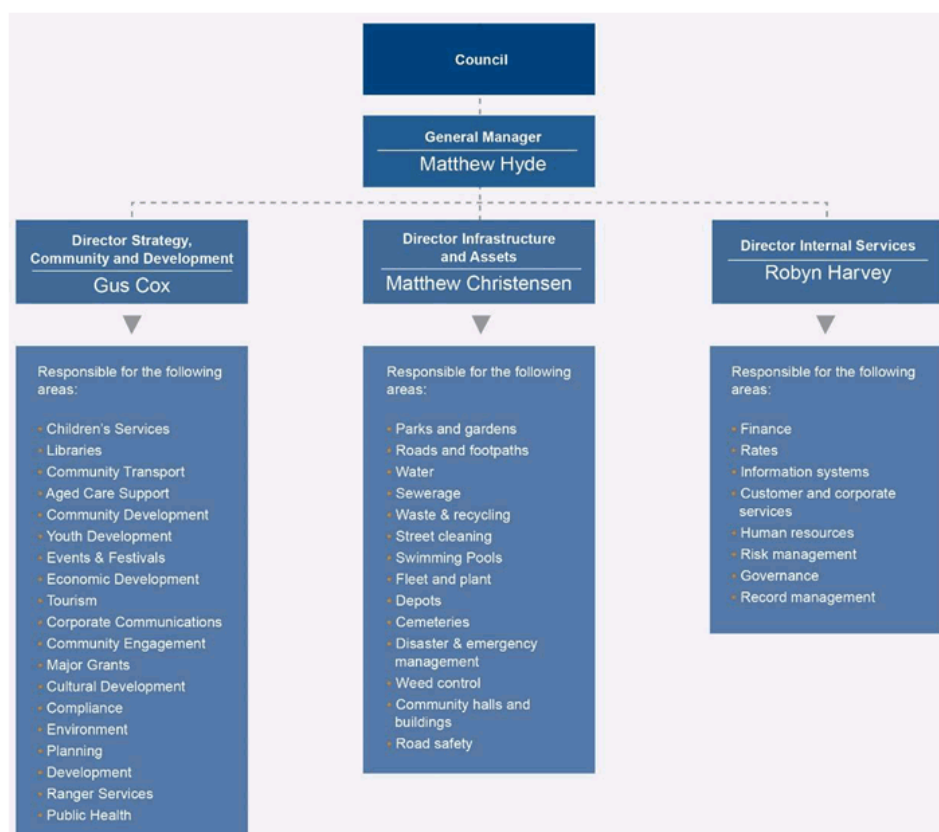 Council
General Manager
Matthew Hyde
Director Strategy,
Community and Development
Gus Cox
Director Infrastructure
and Assets
Matthew Christensen
Director Internal Services
Robyn Harvey
Responsible for the following
areas:
Children's Services
Libraries
Community Transport
Aged Care Support
Community Development
Youth Development
Events & Festivals
Economic Development
Tourism
Corporate Communications
Community Engagement
Major Grants
Cultural Development
Compliance
Environment
Planning
Development
Ranger Services
Public Health
Responsible for the following
areas:
Parks and gardens
Roads and footpaths
Water
Sewerage
Waste & recycling
Street cleaning
Swimming Pools
Fleet and plant
Depots
Cemeteries
Disaster & emergency
management
Weed control
Community halls and
buildings
Road safety
Responsible for the following
areas:
Finance
Rates
Information systems
Customer and corporate
services
Human resources
Risk management
Governance
Record management